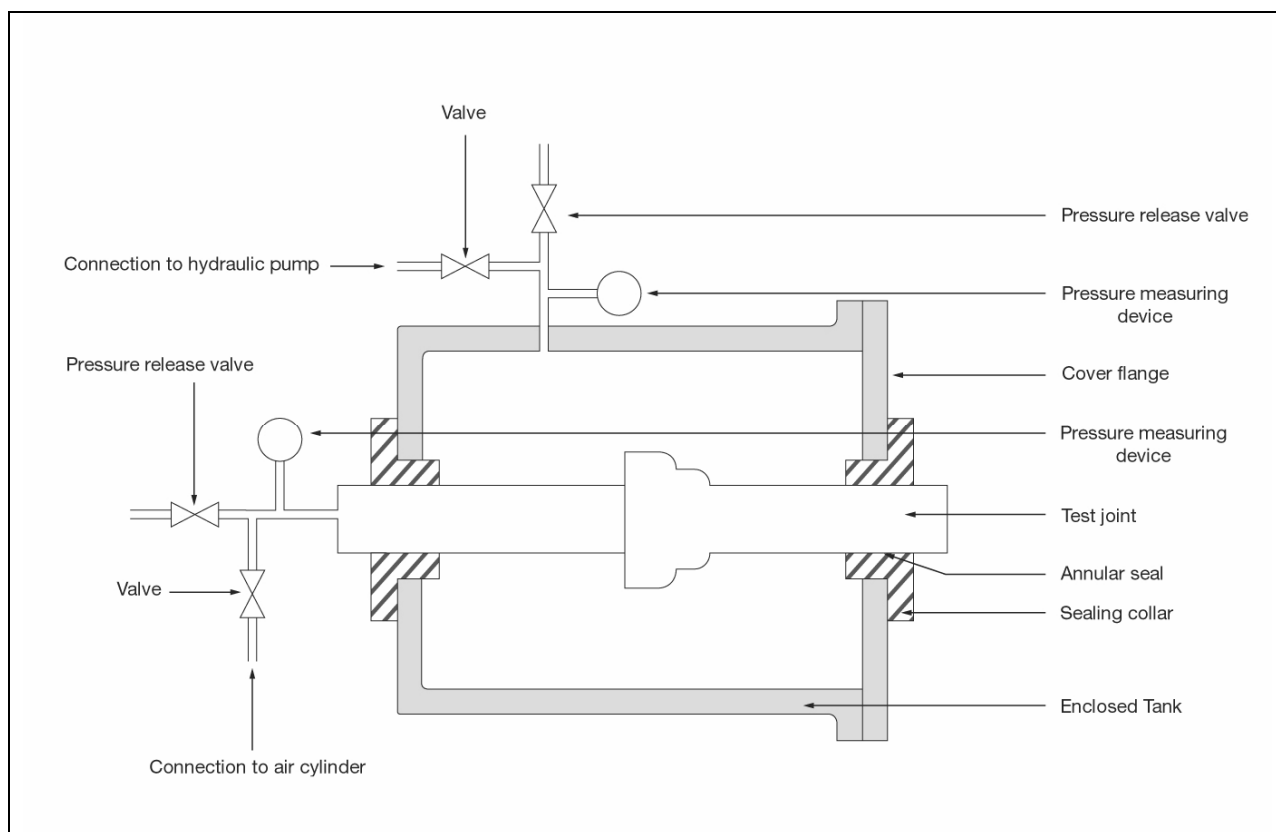 Valve
Pressure release valve
Connection to hydraulic pump
Pressure measuring
device
Pressure release valve
Cover flange
Pressure measuring
device
Test joint
Annular seal
Valve
Sealing collar
Enclosed Tank
Connection to air cylinder